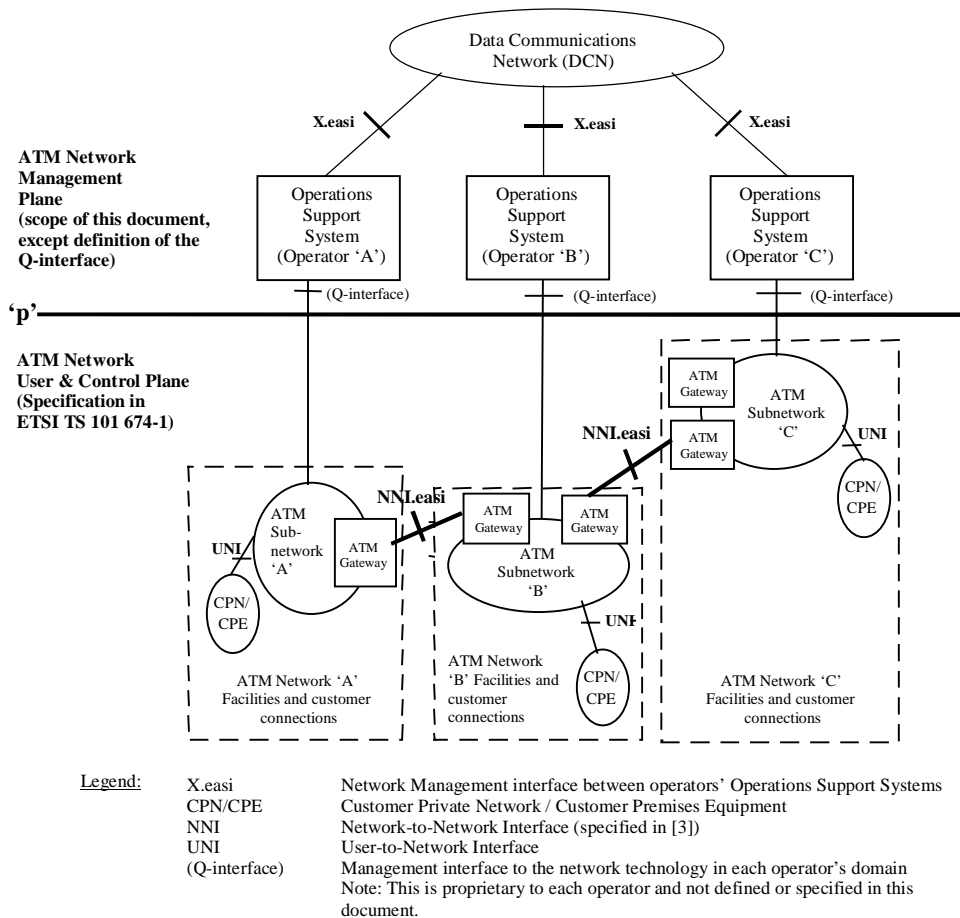 Data Communications
Network (DCN)
X.easi
X.easi
X.easi
ATM Network
Management
Plane
(scope of this document,
except definition of the
Q-interface)
Operations
Support
System
(Operator ‘A’)
Operations
Support
System
(Operator ‘B’)
Operations
Support
System
(Operator ‘C’)
(Q-interface)
(Q-interface)
(Q-interface)
‘p’
ATM Network
User & Control Plane
(Specification in
ETSI TS 101 674-1)
ATM
Gateway
ATM
Gateway
ATM
Subnetwork
‘C’
UNI
CPN/
CPE
NNI.easi
NNI.easi
ATM
Sub-
network
‘A’
ATM
Gateway
UNI
CPN/
CPE
ATM
Gateway
ATM
Gateway
ATM
Subnetwork
‘B’
UNI
CPN/
CPE
ATM Network ‘A’
Facilities and customer
connections
ATM Network
‘B’ Facilities and
customer
connections
ATM Network ‘C’
Facilities and customer
connections
Legend:
X.easi Network Management interface between operators’ Operations Support Systems
CPN/CPE Customer Private Network / Customer Premises Equipment
NNI Network-to-Network Interface (specified in [3])
UNI User-to-Network Interface
(Q-interface) Management interface to the network technology in each operator’s domain
Note: This is proprietary to each operator and not defined or specified in this
document.